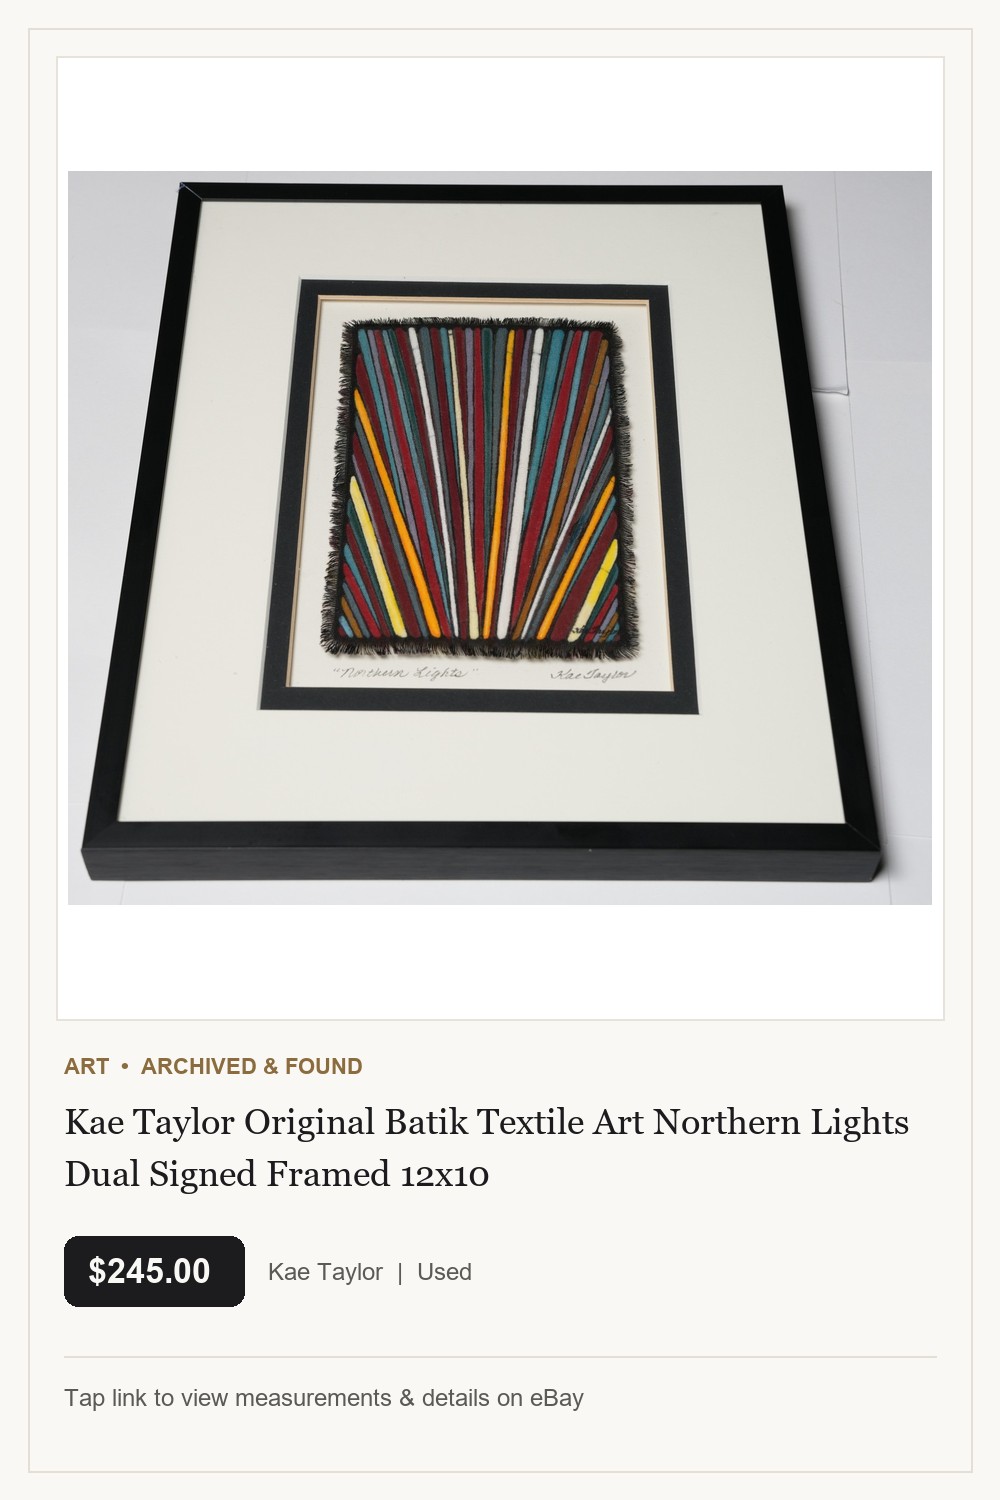 "Northern Lights" Kae Taylor
ART • ARCHIVED & FOUND
Kae Taylor Original Batik Textile Art Northern Lights
Dual Signed Framed 12x10
$245.00 Kae Taylor | Used
Tap link to view measurements & details on eBay